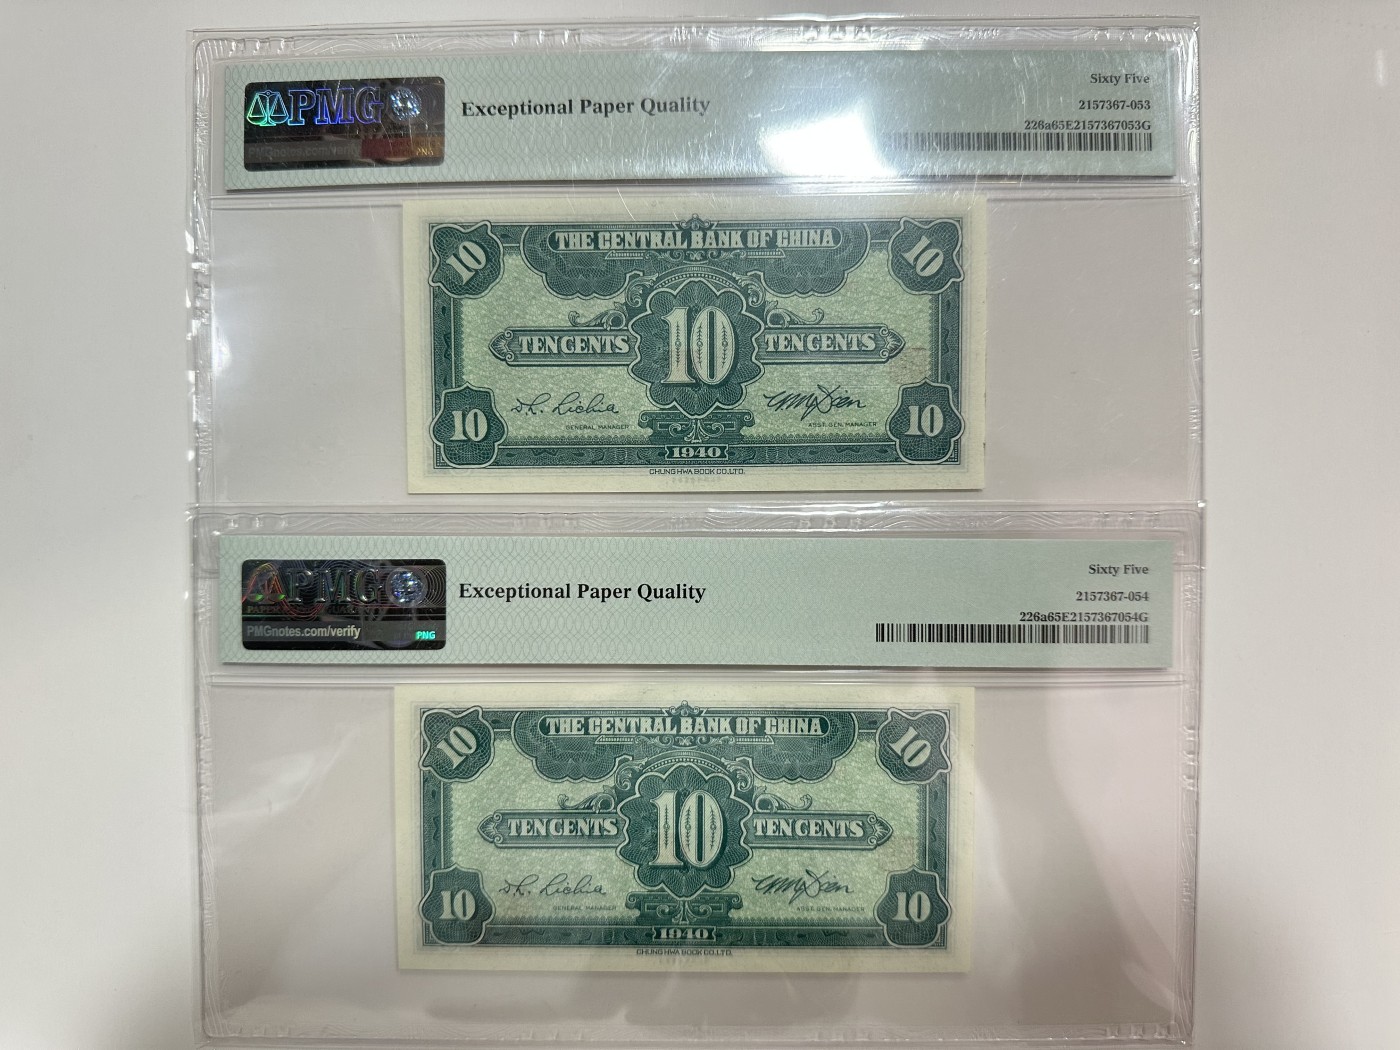 PMG
Exceptional Paper Quality
Sixty Five
2157367-053
226a65E2157367053G
PNG
10
THE CENTRAL BANK OF CHINA
10
TEN CENTS
10
TEN CENTS
GENERAL MANAGER
ASST. GEN. MANAGER
10
10
1940
CHUNG HWA BOOK CO., LTD.
PMG
PMGnotes.com/verify
PNG
Exceptional Paper Quality
Sixty Five
2157367-054
226a65E2157367054G
10
THE CENTRAL BANK OF CHINA
10
TEN CENTS
10
TEN CENTS
GENERAL MANAGER
ASST. GEN. MANAGER
10
10
1940
CHUNG HWA BOOK CO., LTD.